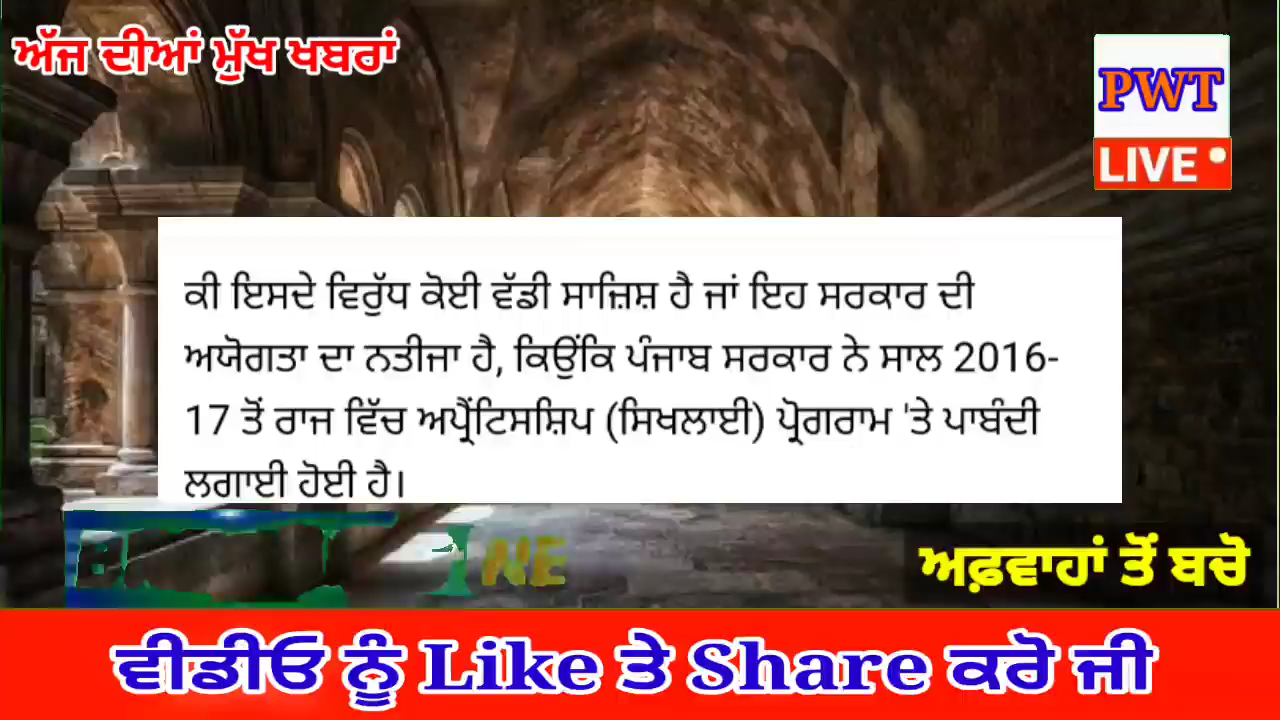 ਅੱਜ ਦੀਆਂ ਮੁੱਖ ਖਬਰਾਂ
PWT
LIVE
ਕੀ ਇਸਦੇ ਵਿਰੁੱਧ ਕੋਈ ਵੱਡੀ ਸਾਜ਼ਿਸ਼ ਹੈ ਜਾਂ ਇਹ ਸਰਕਾਰ ਦੀ
ਅਯੋਗਤਾ ਦਾ ਨਤੀਜਾ ਹੈ, ਕਿਉਂਕਿ ਪੰਜਾਬ ਸਰਕਾਰ ਨੇ ਸਾਲ 2016-
17 ਤੋਂ ਰਾਜ ਵਿੱਚ ਅਪ੍ਰੈਂਟਿਸਸ਼ਿਪ (ਸਿਖਲਾਈ) ਪ੍ਰੋਗਰਾਮ 'ਤੇ ਪਾਬੰਦੀ
ਲਗਾਈ ਹੋਈ ਹੈ।
ਅਫ਼ਵਾਹਾਂ ਤੋਂ ਬਚੋ
ਵੀਡੀਓ ਨੂੰ Like ਤੇ Share ਕਰੋ ਜੀ